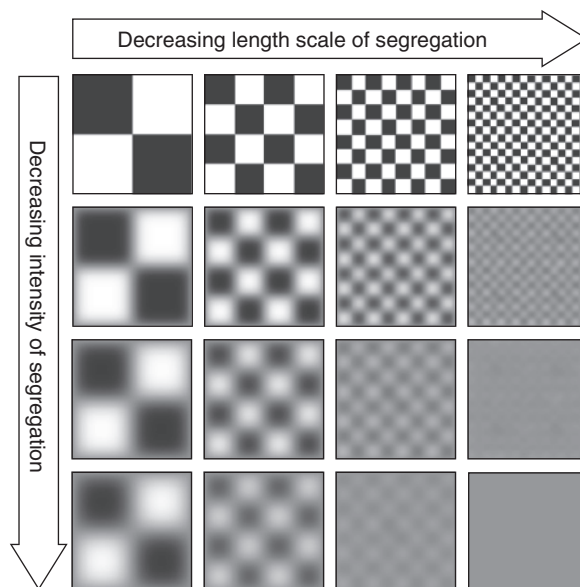 Decreasing length scale of segregation
Decreasing intensity of segregation